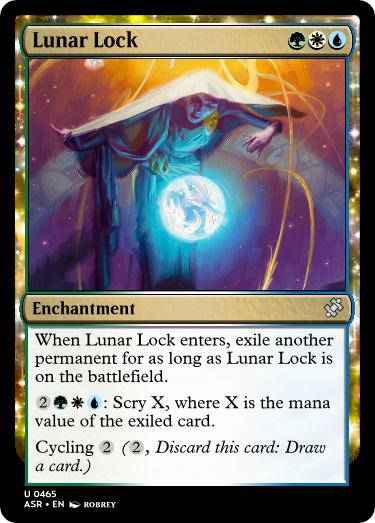 Lunar Lock
Enchantment
When Lunar Lock enters, exile another
permanent for as long as Lunar Lock is
on the battlefield.
2: Scry X, where X is the mana
value of the exiled card.
Cycling 2 (2, Discard this card: Draw
a card.)
U 0465
ASR • EN ROBREY